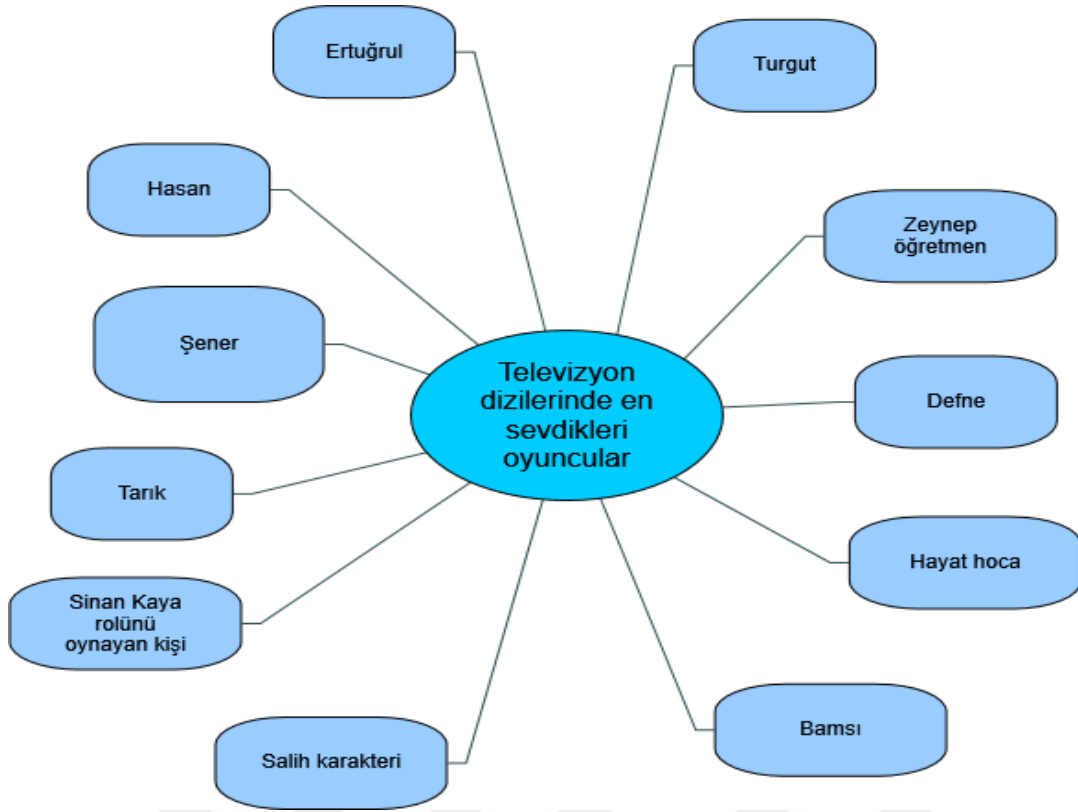 Ertuğrul
Turgut
Hasan
Zeynep
öğretmen
Şener
Televizyon
dizilerinde en
sevdikleri
oyuncular
Defne
Tarık
Hayat hoca
Sinan Kaya
rolünü
oynayan kişi
Bamsı
Salih karakteri